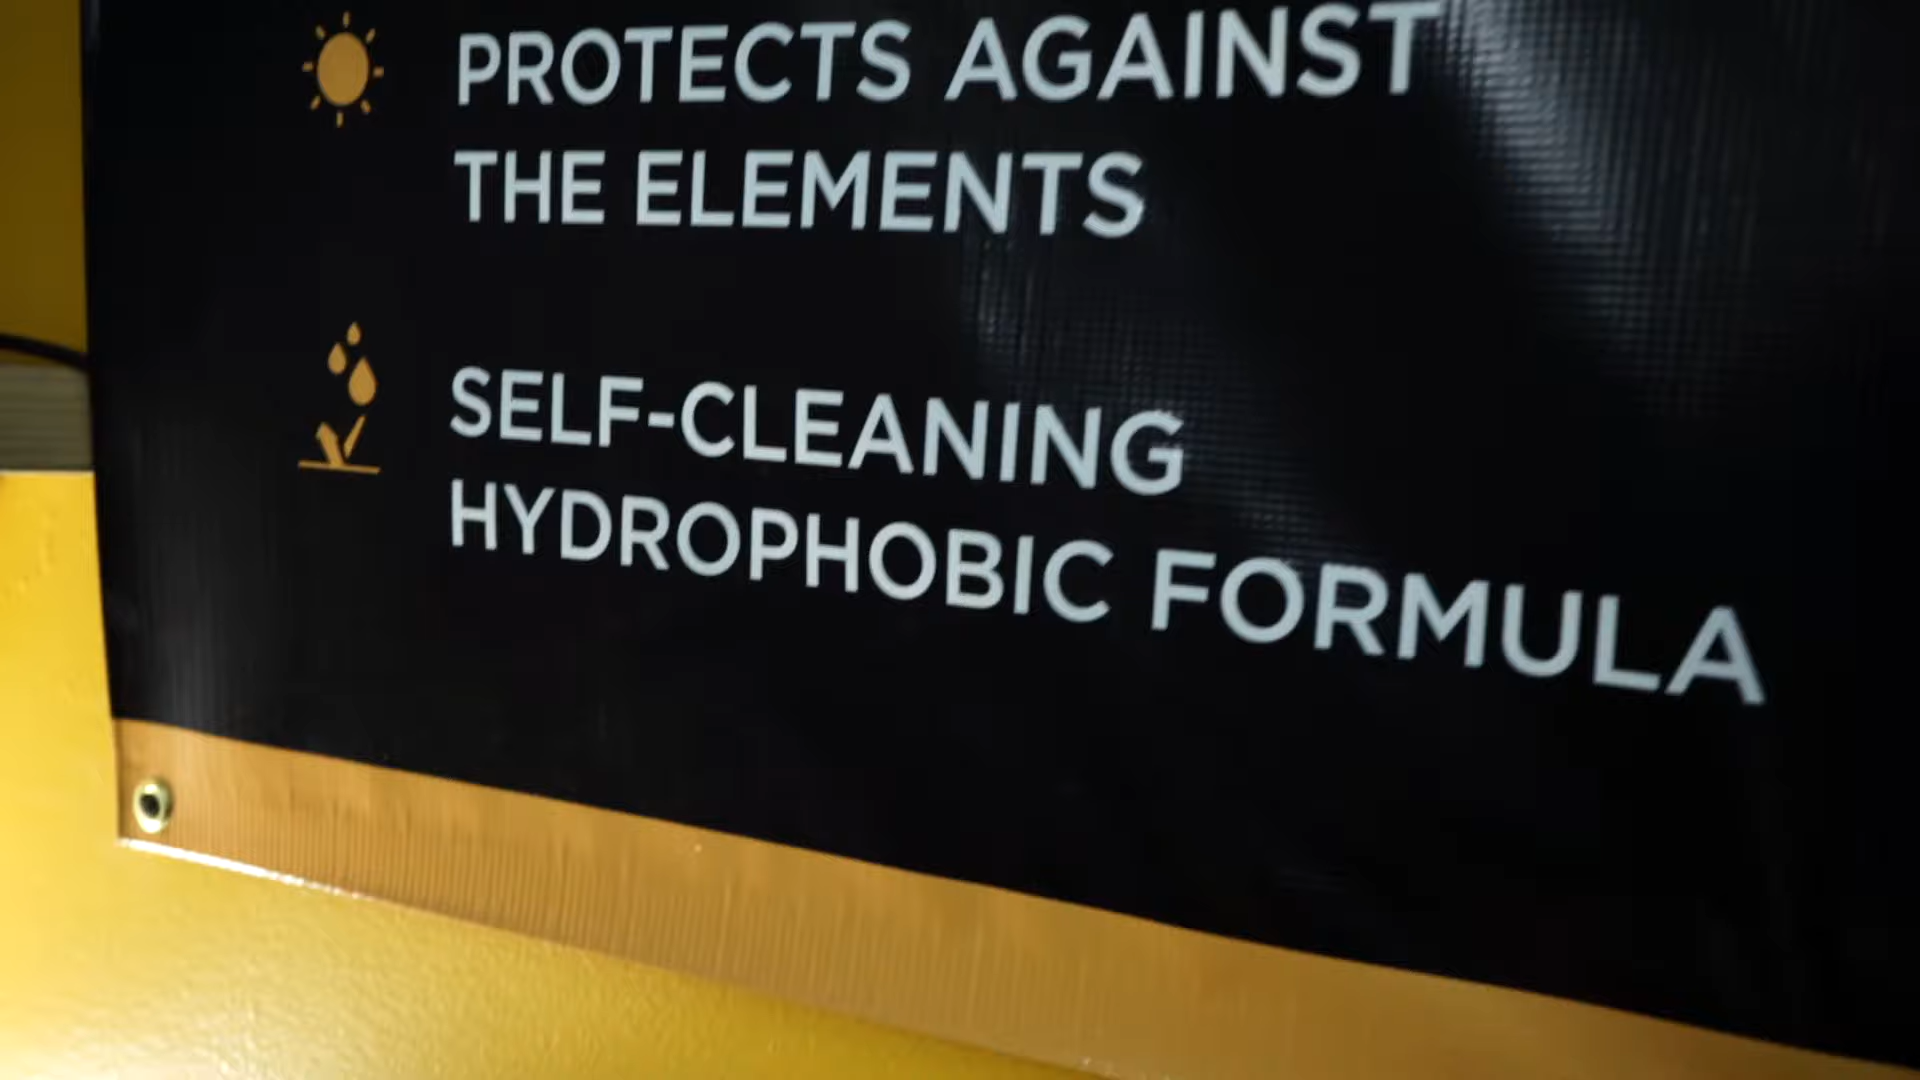 PROTECTS AGAINST
THE ELEMENTS
SELF-CLEANING
HYDROPHOBIC FORMULA